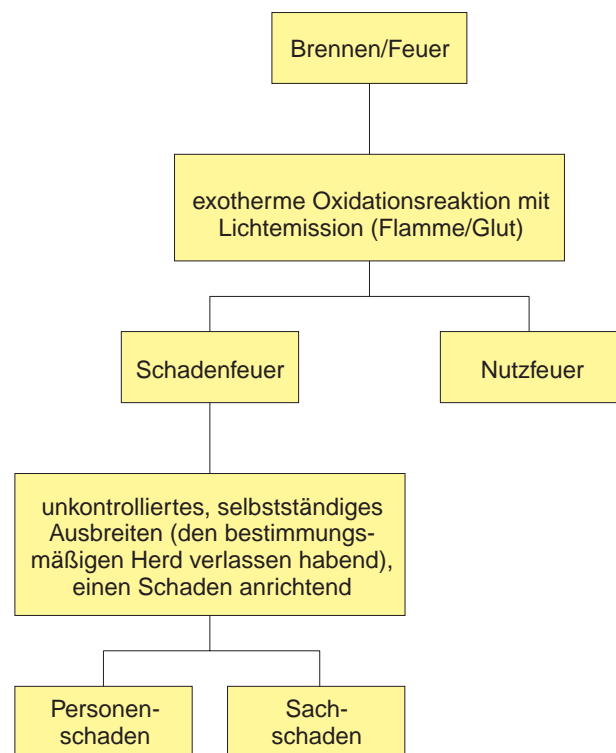 Brennen/Feuer
exotherme Oxidationsreaktion mit
Lichtemission (Flamme/Glut)
Schadenfeuer
Nutzfeuer
unkontrolliertes, selbstständiges
Ausbreiten (den bestimmungs-
mäßigen Herd verlassen habend),
einen Schaden anrichtend
Personen-
schaden
Sach-
schaden